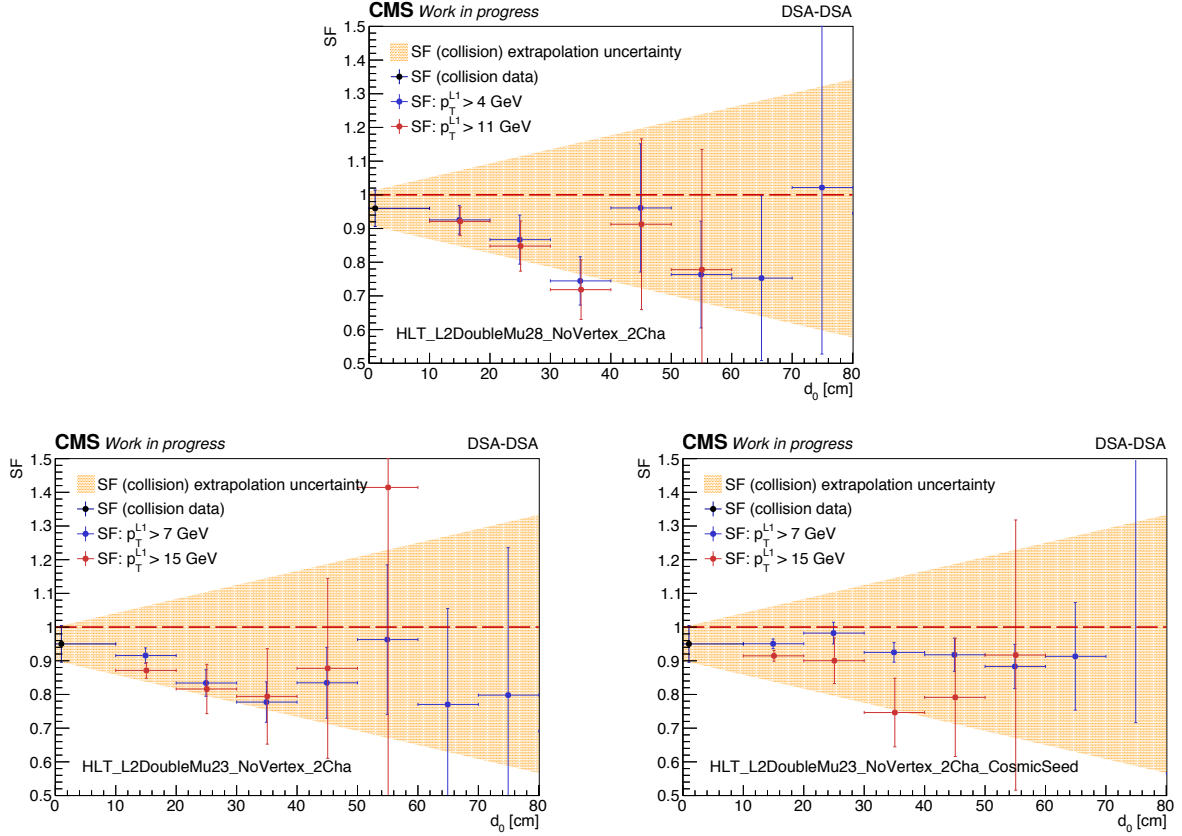 CMS Work in progress DSA-DSA
SF
1.5
1.4
1.3
1.2
1.1
1
0.9
0.8
0.7
0.6
0.5
SF (collision) extrapolation uncertainty
SF (collision data)
SF: p_T^L1 > 4 GeV
SF: p_T^L1 > 11 GeV
HLT_L2DoubleMu28_NoVertex_2Cha
0 10 20 30 40 50 60 70 80
d_0 [cm]
CMS Work in progress DSA-DSA
SF
1.5
1.4
1.3
1.2
1.1
1
0.9
0.8
0.7
0.6
0.5
SF (collision) extrapolation uncertainty
SF (collision data)
SF: p_T^L1 > 7 GeV
SF: p_T^L1 > 15 GeV
HLT_L2DoubleMu23_NoVertex_2Cha
0 10 20 30 40 50 60 70 80
d_0 [cm]
CMS Work in progress DSA-DSA
SF
1.5
1.4
1.3
1.2
1.1
1
0.9
0.8
0.7
0.6
0.5
SF (collision) extrapolation uncertainty
SF (collision data)
SF: p_T^L1 > 7 GeV
SF: p_T^L1 > 15 GeV
HLT_L2DoubleMu23_NoVertex_2Cha_CosmicSeed
0 10 20 30 40 50 60 70 80
d_0 [cm]